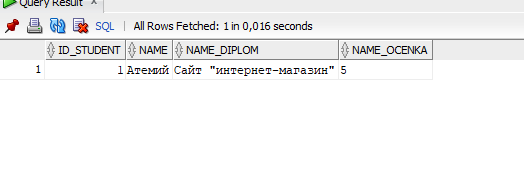 Query Result ×
SQL | All Rows Fetched: 1 in 0,016 seconds
ID_STUDENT NAME NAME_DIPLOM NAME_OCENKA
1 1 Атемий Сайт "интернет-магазин" 5